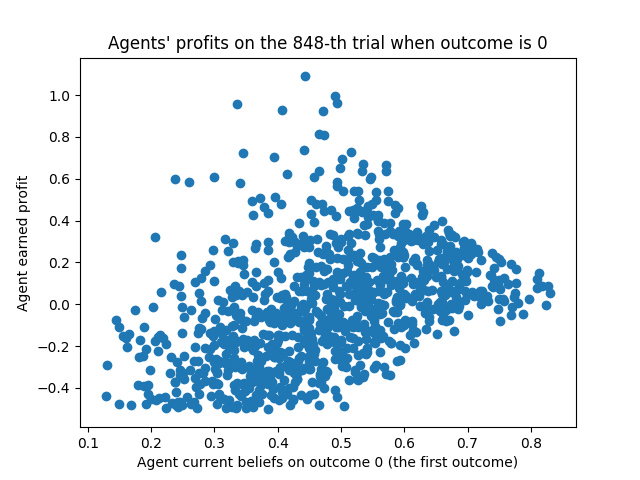 Agents' profits on the 848-th trial when outcome is 0
Agent earned profit
1.0
0.8
0.6
0.4
0.2
0.0
−0.2
−0.4
0.1 0.2 0.3 0.4 0.5 0.6 0.7 0.8
Agent current beliefs on outcome 0 (the first outcome)